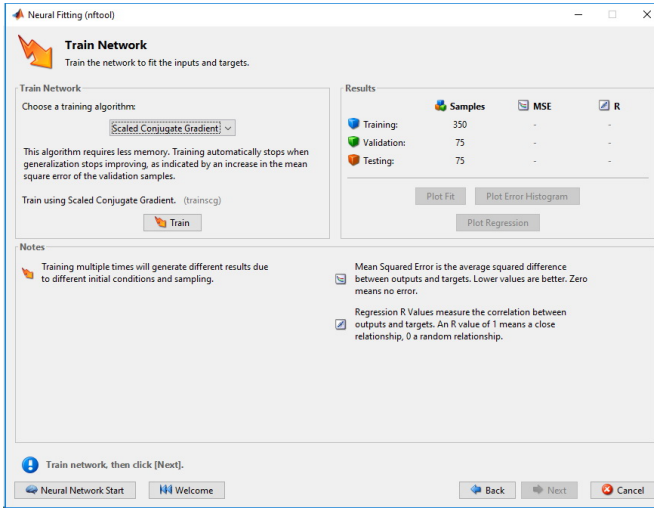 Neural Fitting (nftool)
Train Network
Train the network to fit the inputs and targets.
Train Network
Choose a training algorithm:
Scaled Conjugate Gradient
This algorithm requires less memory. Training automatically stops when
generalization stops improving, as indicated by an increase in the mean
square error of the validation samples.
Train using Scaled Conjugate Gradient. (trainscg)
Train
Results
Samples MSE R
Training: 350 - -
Validation: 75 - -
Testing: 75 - -
Plot Fit Plot Error Histogram
Plot Regression
Notes
Training multiple times will generate different results due
to different initial conditions and sampling.
Mean Squared Error is the average squared difference
between outputs and targets. Lower values are better. Zero
means no error.
Regression R Values measure the correlation between
outputs and targets. An R value of 1 means a close
relationship, 0 a random relationship.
Train network, then click [Next].
Neural Network Start Welcome Back Next Cancel